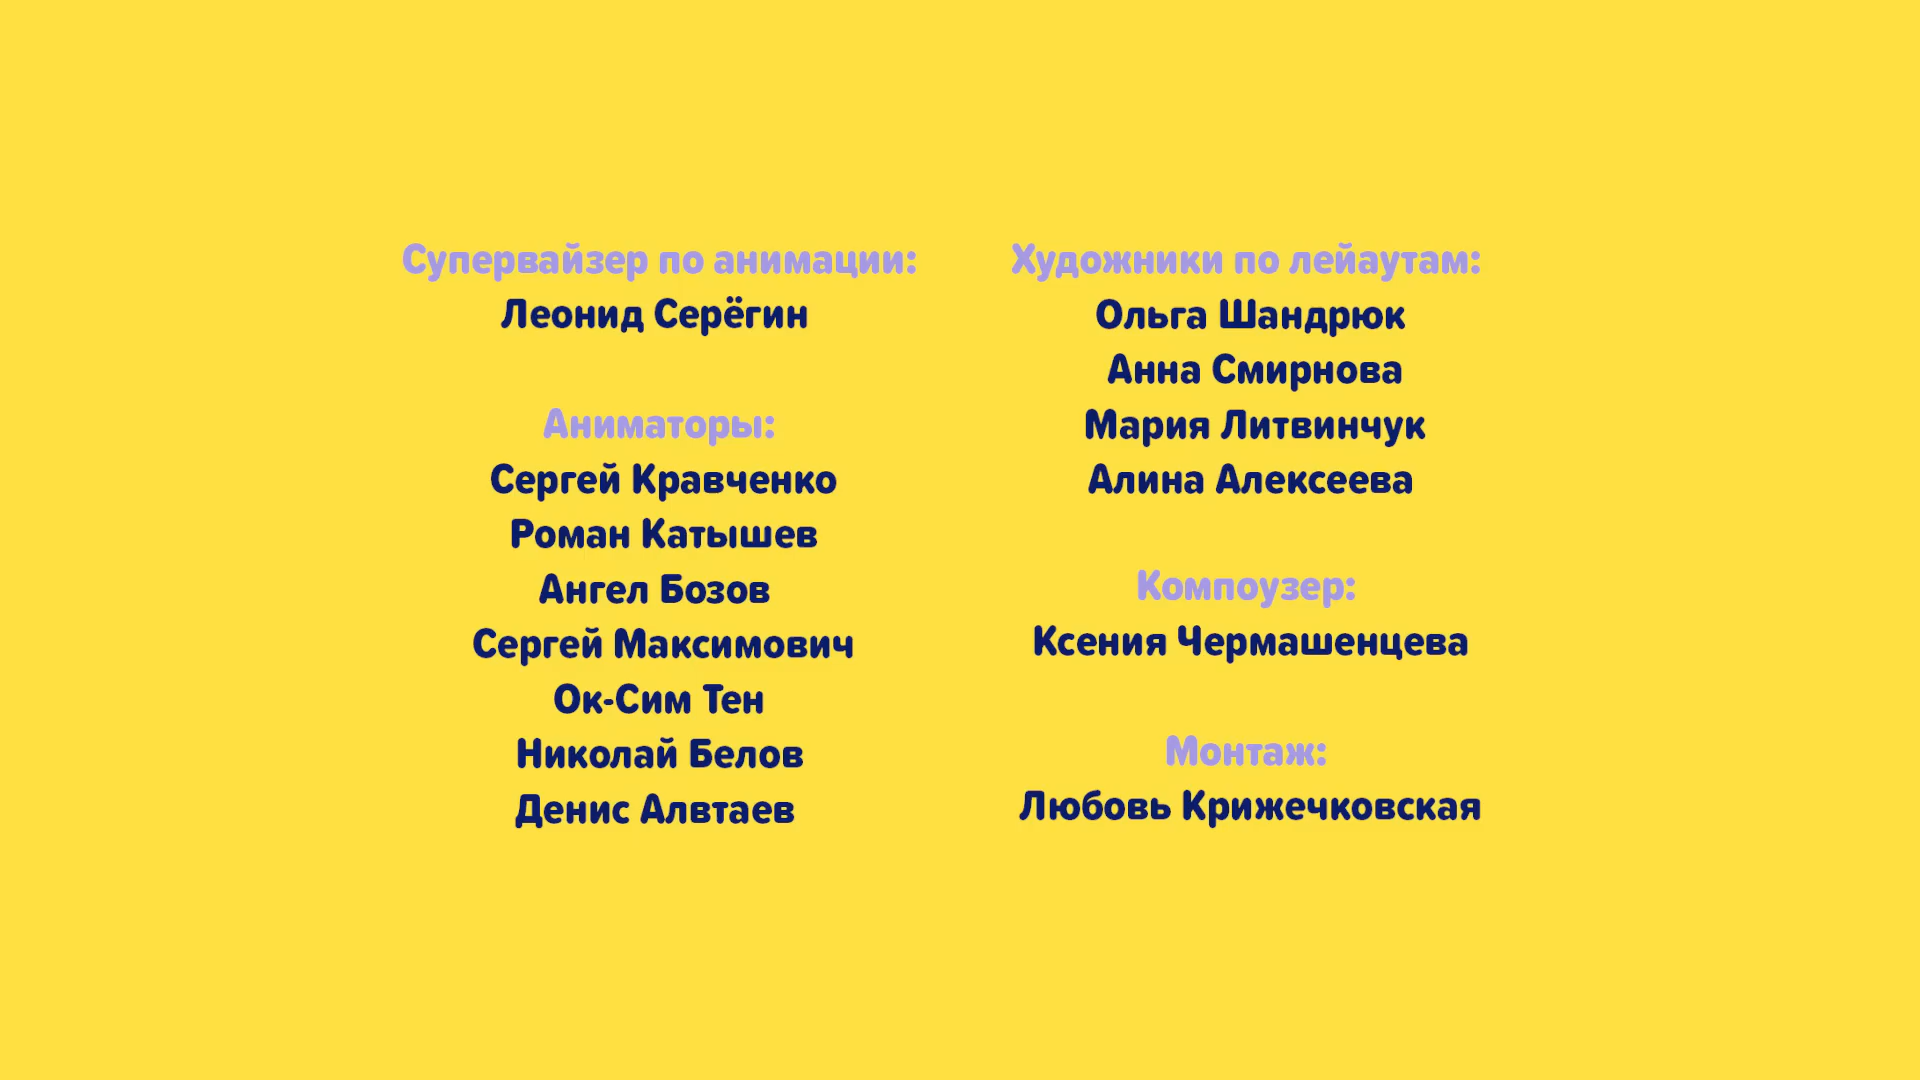 Супервайзер по анимации:
Леонид Серёгин
Аниматоры:
Сергей Кравченко
Роман Катышев
Ангел Бозов
Сергей Максимович
Ок-Сим Тен
Николай Белов
Денис Алвтаев
Художники по лейаутам:
Ольга Шандрюк
Анна Смирнова
Мария Литвинчук
Алина Алексеева
Компоузер:
Ксения Чермашенцева
Монтаж:
Любовь Крижечковская